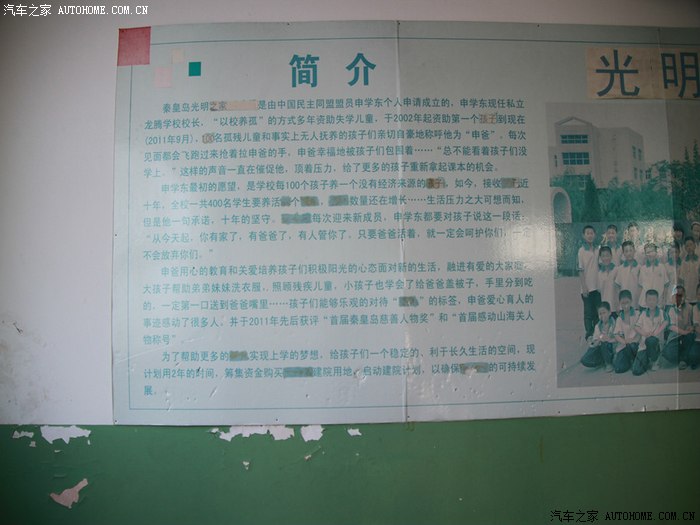 汽车之家 AUTOHOME.COM.CN
简 介
光 明
秦皇岛光明之家是由中国民主同盟盟员申学东个人申请成立的，申学东现任私立
龙腾学校校长，“以校养孤”的方式多年资助失学儿童，于2002年起资助第一个孩子到现在
(2011年9月)，名孤残儿童和事实上无人抚养的孩子们亲切自豪地称呼他为“申爸”。每次
见面都会飞跑过来抢着拉申爸的手，申爸幸福地被孩子们包围着……“总不能看着孩子们没
学上。”这样的声音一直在催促他，顶着压力，给了更多的孩子重新拿起课本的机会。
申学东最初的愿望，是学校每100个孩子养一个没有经济来源的孩子，如今，接收近
十年，全校一共400名学生要养活个，数量还在增长……生活压力之大可想而知，
但是他一句承诺，十年的坚守。每次迎来新成员，申学东都要对孩子说这一段话：
“从今天起，你有家了，有爸爸了，有人管你了。只要爸爸活着，就一定会呵护你们，一定
不会放弃你们。”
申爸用心的教育和关爱培养孩子们积极阳光的心态面对新的生活，融进有爱的大家庭，
大孩子帮助弟弟妹妹洗衣服，照顾残疾儿童，小孩子也学会了给爸爸盖被子，手里分到吃
的，一定第一口送到爸爸嘴里……孩子们能够乐观的对待“”的标签，申爸爱心育人的
事迹感动了很多人，并于2011年先后获评“首届秦皇岛慈善人物奖”和“首届感动山海关人
物称号”
为了帮助更多的实现上学的梦想，给孩子们一个稳定的、利于长久生活的空间，现
计划用2年的时间，筹集资金购买建院用地，启动建院计划，以确保的可持续发
展。
汽车之家 AUTOHOME.COM.CN